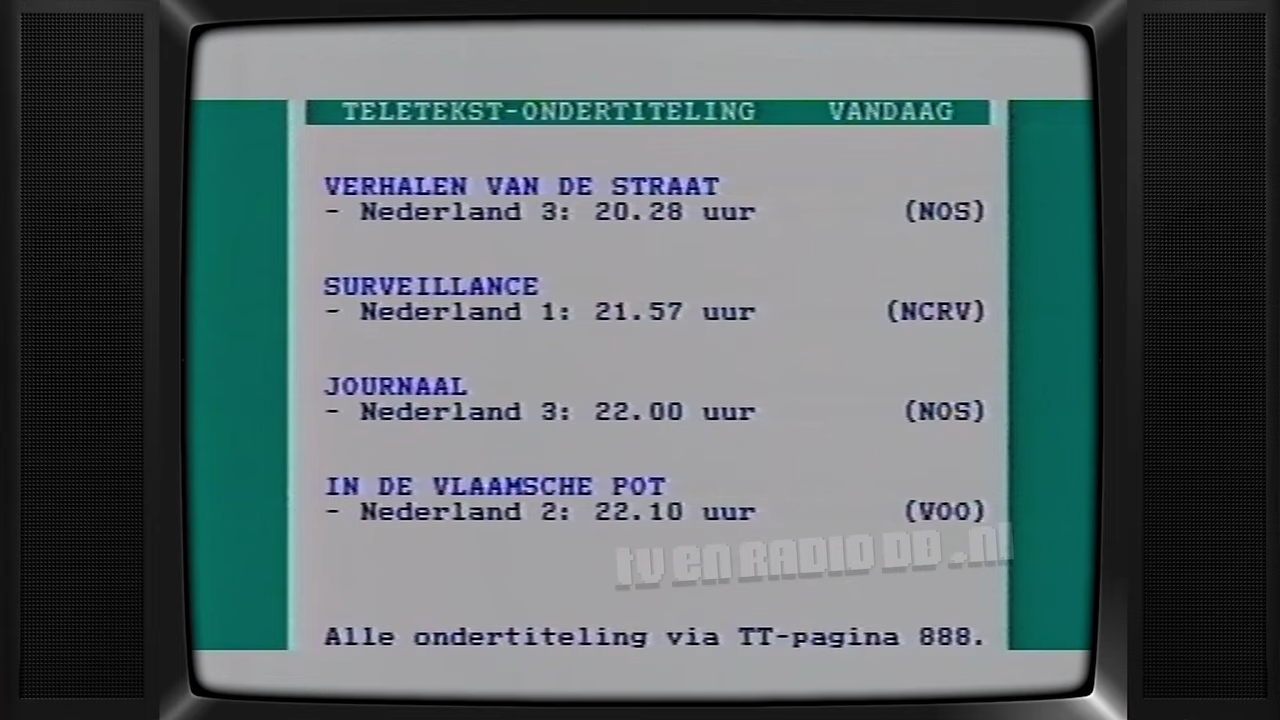 TELETEKST-ONDERTITELING VANDAAG
VERHALEN VAN DE STRAAT
- Nederland 3: 20.28 uur (NOS)
SURVEILLANCE
- Nederland 1: 21.57 uur (NCRV)
JOURNAAL
- Nederland 3: 22.00 uur (NOS)
IN DE VLAAMSCHE POT
- Nederland 2: 22.10 uur (VOO)
tv en RADIO DB .nl
Alle ondertiteling via TT-pagina 888.